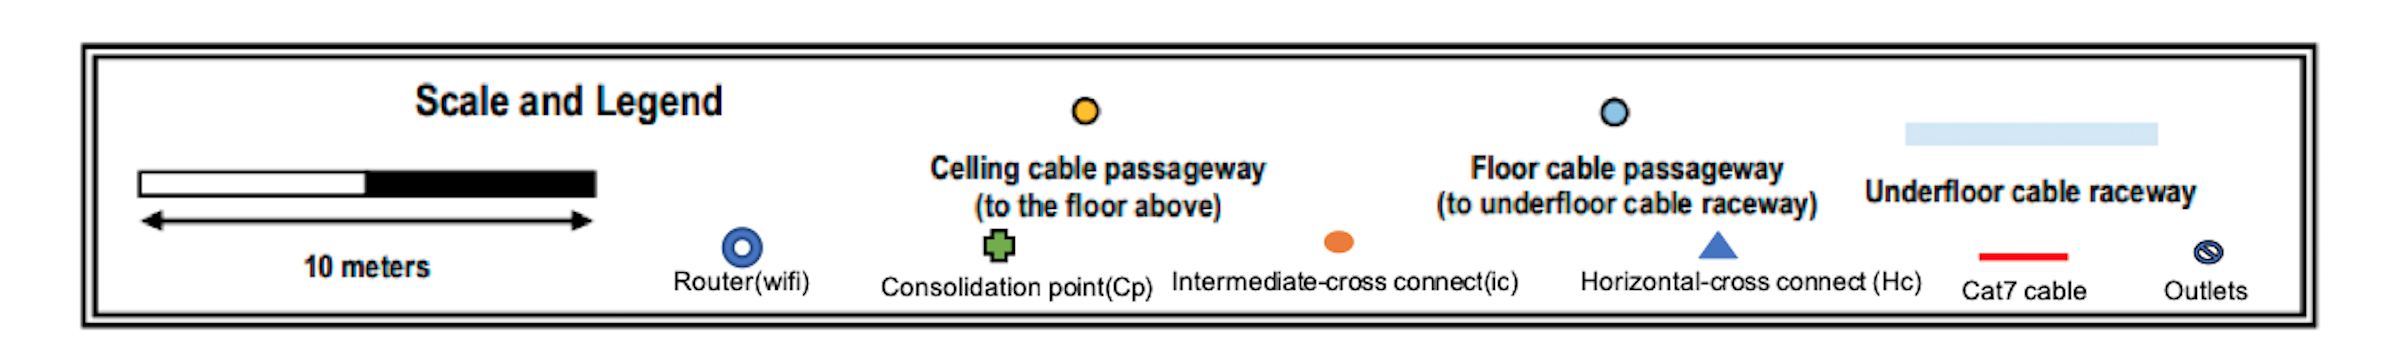 Scale and Legend
Celling cable passageway
(to the floor above)
Floor cable passageway
(to underfloor cable raceway)
Underfloor cable raceway
10 meters
Router(wifi)
Consolidation point(Cp)
Intermediate-cross connect(ic)
Horizontal-cross connect (Hc)
Cat7 cable
Outlets